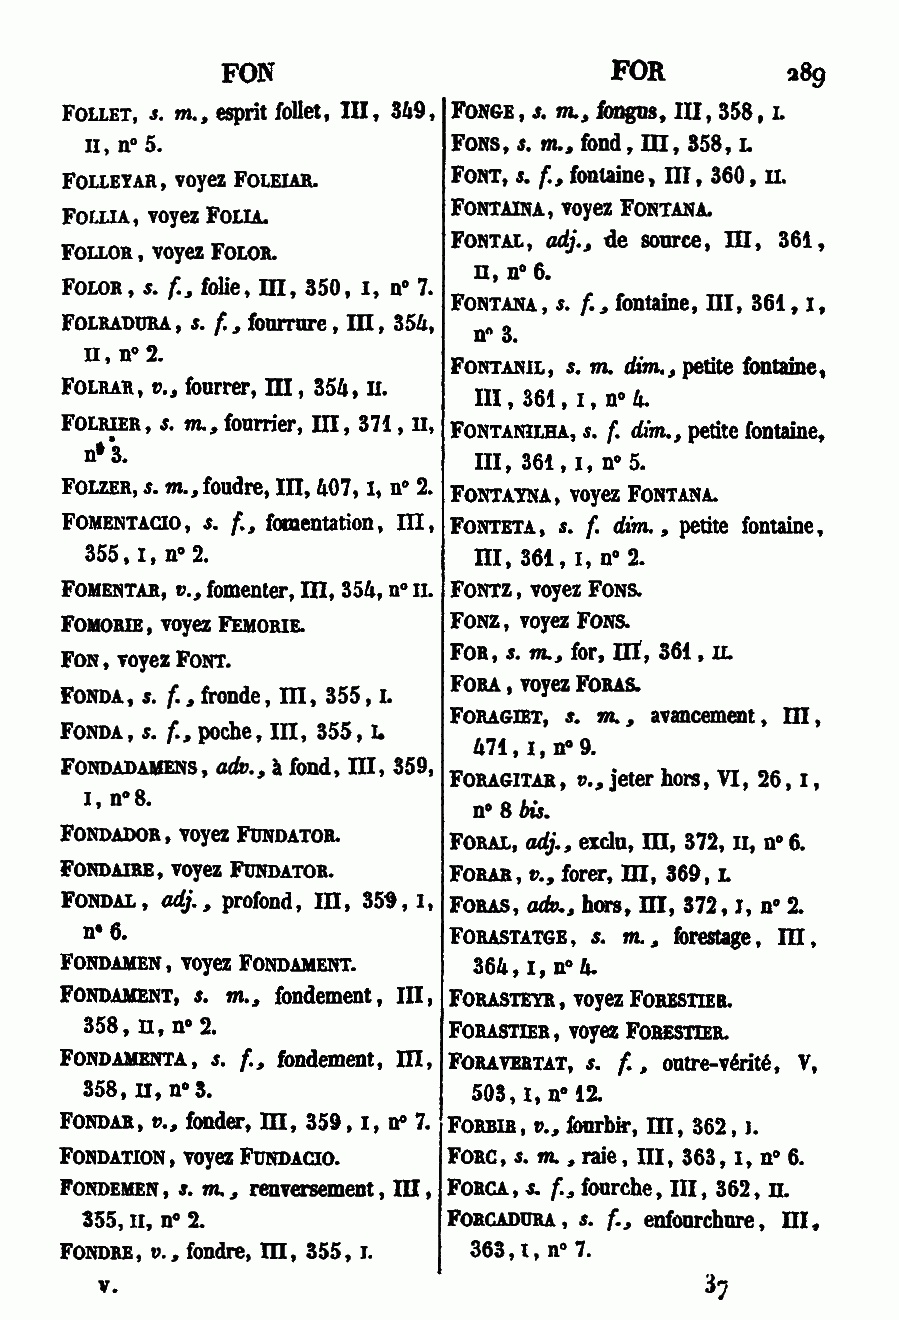 FON
FOR 289
FOLLET, s. m., esprit follet, III, 349,
II, n° 5.
FOLLEYAR, voyez FOLEIAR.
FOLLIA, voyez FOLIA.
FOLLOR, voyez FOLOR.
FOLOR, s. f., folie, III, 350, I, n° 7.
FOLRADURA, s. f., fourrure, III, 354,
II, n° 2.
FOLRAR, v., fourrer, III, 354, II.
FOLRIER, s. m., fourrier, III, 371, II,
n° 3.
FOLZER, s. m., foudre, III, 407, I, n° 2.
FOMENTACIO, s. f., fomentation, III,
355, I, n° 2.
FOMENTAR, v., fomenter, III, 354, n° II.
FOMORIE, voyez FEMORIE.
FON, voyez FONT.
FONDA, s. f., fronde, III, 355, I.
FONDA, s. f., poche, III, 355, I.
FONDADAMENS, adv., à fond, III, 359,
I, n° 8.
FONDADOR, voyez FUNDATOR.
FONDAIRE, voyez FUNDATOR.
FONDAL, adj., profond, III, 359, I,
n° 6.
FONDAMEN, voyez FONDAMENT.
FONDAMENT, s. m., fondement, III,
358, II, n° 2.
FONDAMENTA, s. f., fondement, III,
358, II, n° 3.
FONDAR, v., fonder, III, 359, I, n° 7.
FONDATION, voyez FUNDACIO.
FONDEMEN, s. m., renversement, III,
355, II, n° 2.
FONDRE, v., fondre, III, 355, I.
FONGE, s. m., fongus, III, 358, I.
FONS, s. m., fond, III, 358, I.
FONT, s. f., fontaine, III, 360, II.
FONTAINA, voyez FONTANA.
FONTAL, adj., de source, III, 361,
II, n° 6.
FONTANA, s. f., fontaine, III, 361, I,
n° 3.
FONTANIL, s. m. dim., petite fontaine,
III, 361, I, n° 4.
FONTANILHA, s. f. dim., petite fontaine,
III, 361, I, n° 5.
FONTAYNA, voyez FONTANA.
FONTETA, s. f. dim., petite fontaine,
III, 361, I, n° 2.
FONTZ, voyez FONS.
FONZ, voyez FONS.
FOR, s. m., for, III, 361, II.
FORA, voyez FORAS.
FORAGIET, s. m., avancement, III,
471, I, n° 9.
FORAGITAR, v., jeter hors, VI, 26, I,
n° 8 bis.
FORAL, adj., exclu, III, 372, II, n° 6.
FORAR, v., forer, III, 369, I.
FORAS, adv., hors, III, 372, I, n° 2.
FORASTATGE, s. m., forestage, III,
364, I, n° 4.
FORASTEYR, voyez FORESTIER.
FORASTIER, voyez FORESTIER.
FORAVERTAT, s. f., outre-vérité, V,
503, I, n° 12.
FORBIR, v., fourbir, III, 362, I.
FORC, s. m., raie, III, 363, I, n° 6.
FORCA, s. f., fourche, III, 362, II.
FORCADURA, s. f., enfourchure, III,
363, I, n° 7.
V.
37